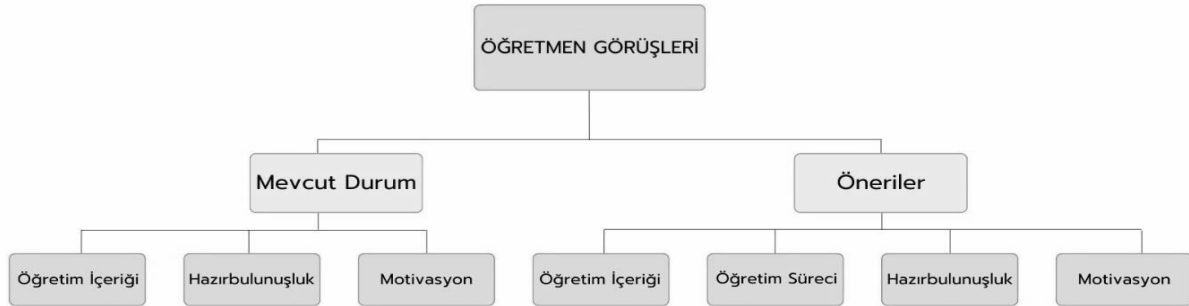 ÖĞRETMEN GÖRÜŞLERİ
Mevcut Durum
Öneriler
Öğretim İçeriği
Hazırbulunuşluk
Motivasyon
Öğretim İçeriği
Öğretim Süreci
Hazırbulunuşluk
Motivasyon